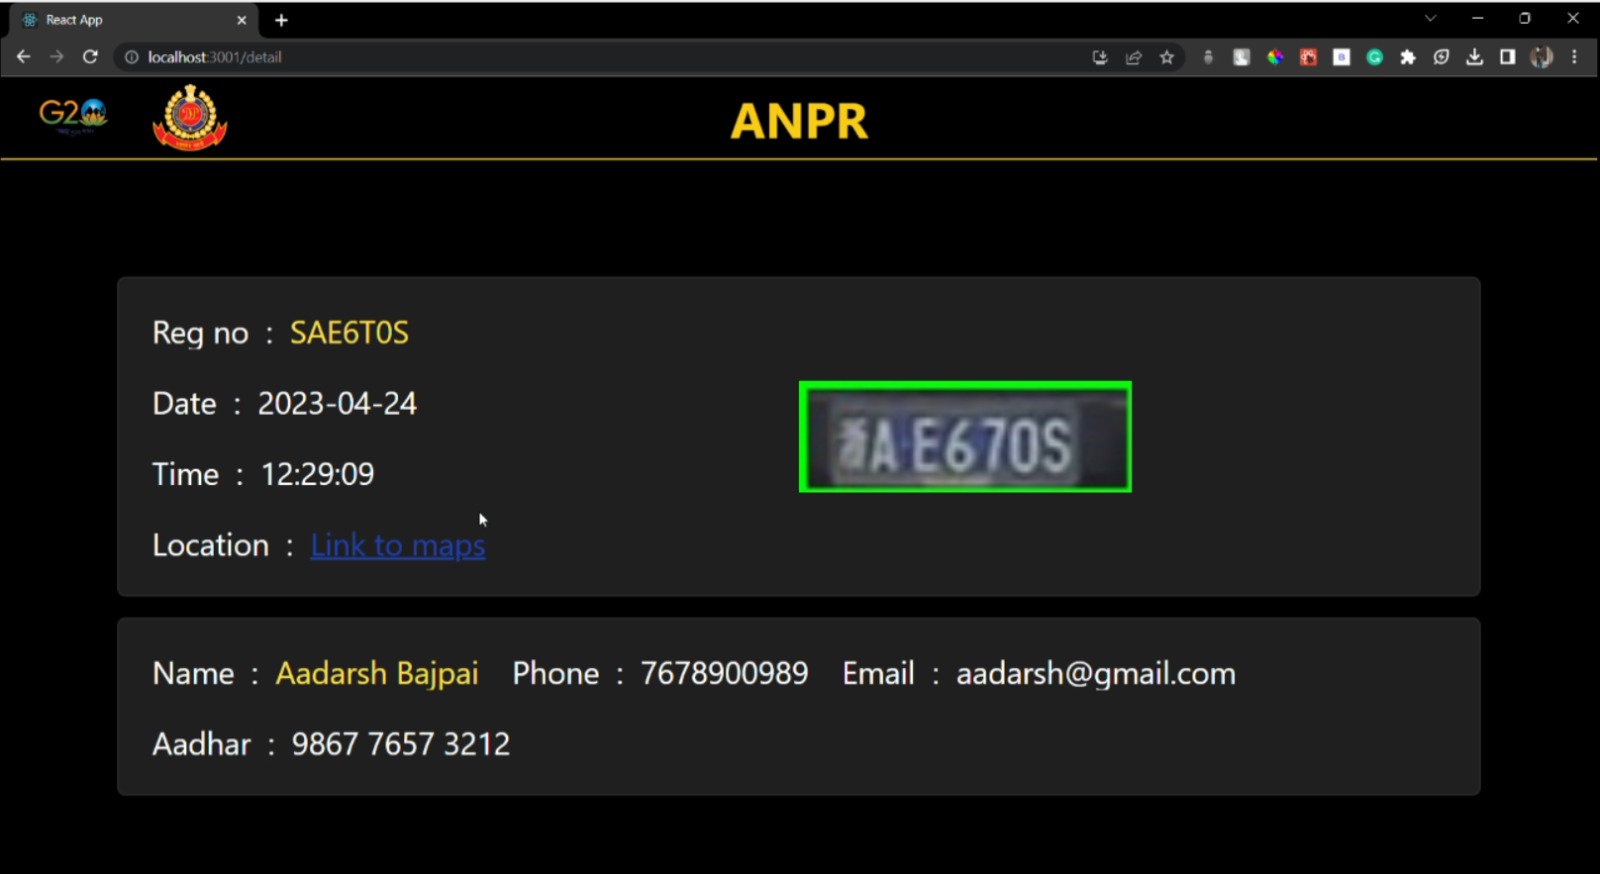 React App
localhost:3001/detail
G20
ANPR
Reg no : SAE6T0S
Date : 2023-04-24
AE670S
Time : 12:29:09
Location : Link to maps
Name : Aadarsh Bajpai Phone : 7678900989 Email : aadarsh@gmail.com
Aadhar : 9867 7657 3212